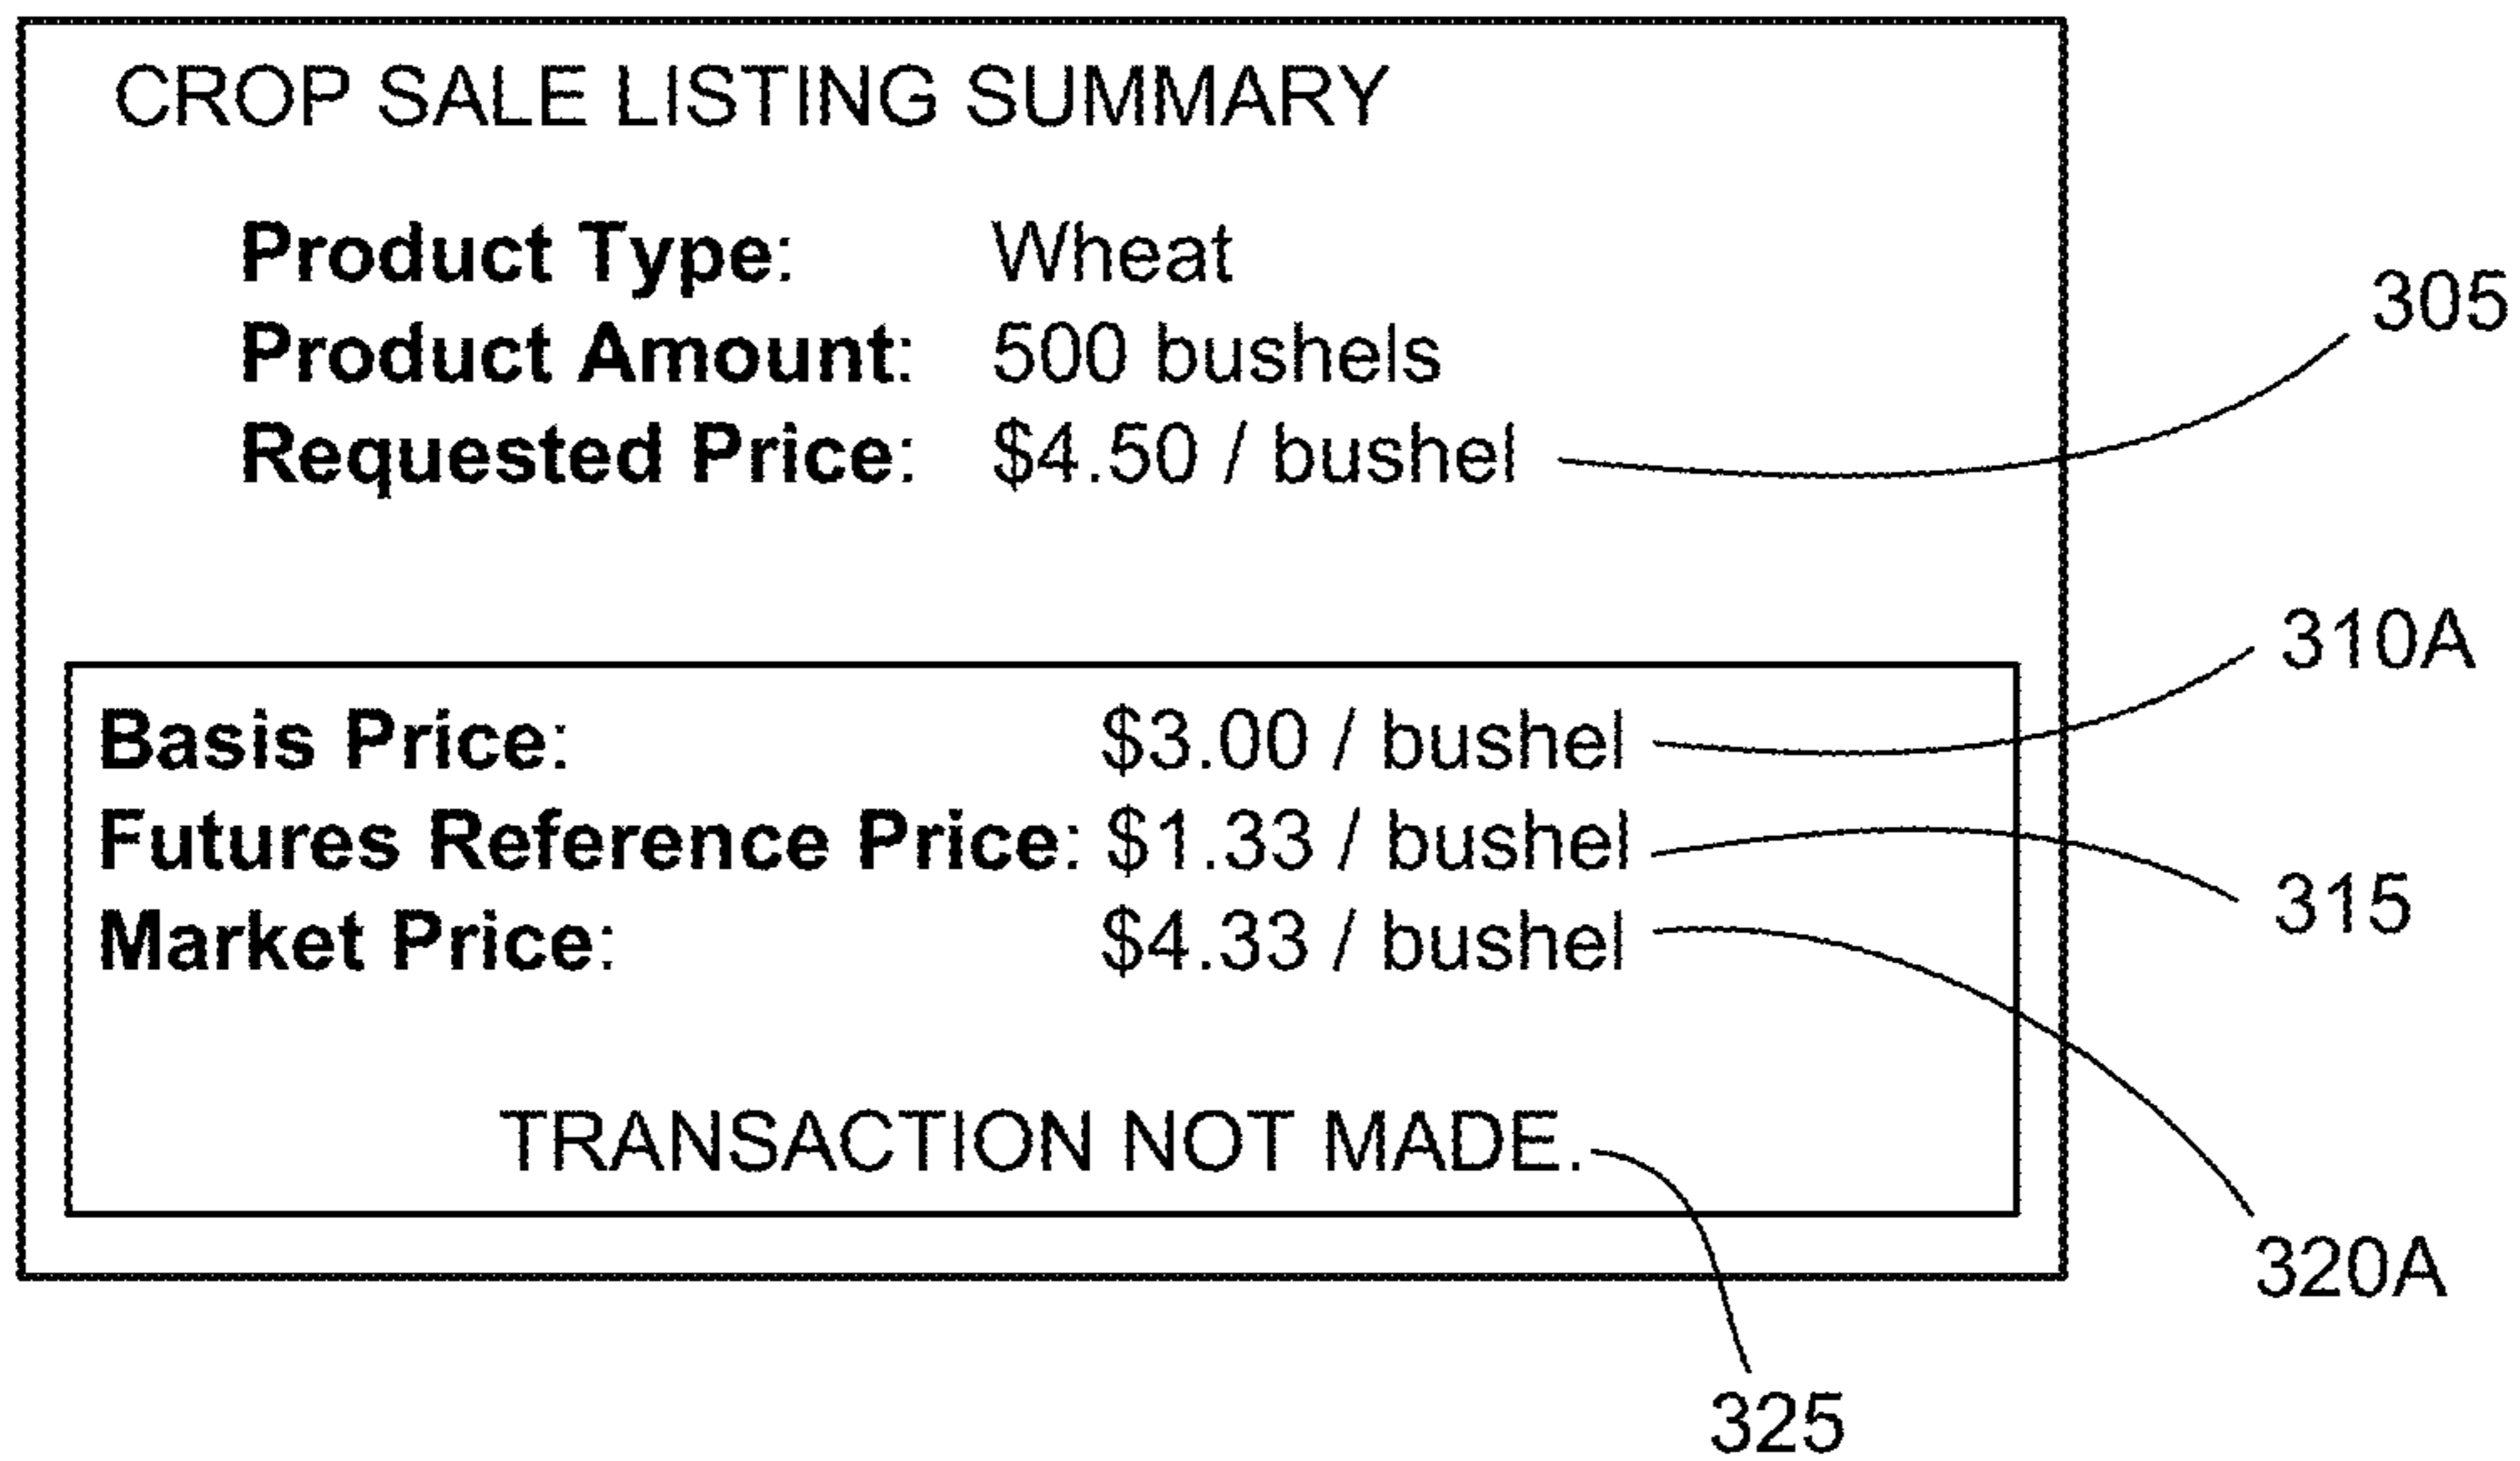 CROP SALE LISTING SUMMARY
Product Type: Wheat
Product Amount: 500 bushels
Requested Price: $4.50 / bushel
305
310A
Basis Price: $3.00 / bushel
Futures Reference Price: $1.33 / bushel
315
Market Price: $4.33 / bushel
TRANSACTION NOT MADE.
320A
325